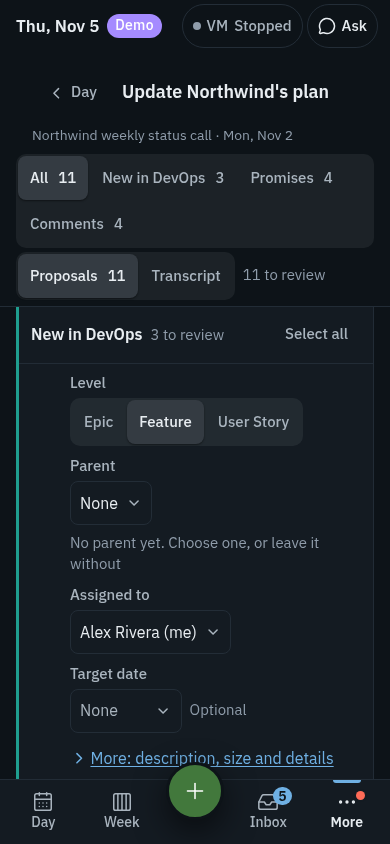 Thu, Nov 5 Demo VM Stopped Ask
Day Update Northwind's plan
Northwind weekly status call · Mon, Nov 2
All 11 New in DevOps 3 Promises 4
Comments 4
Proposals 11 Transcript 11 to review
New in DevOps 3 to review Select all
Level
Epic Feature User Story
Parent
None
No parent yet. Choose one, or leave it
without
Assigned to
Alex Rivera (me)
Target date
None Optional
More: description, size and details
Day Week Inbox 5 More